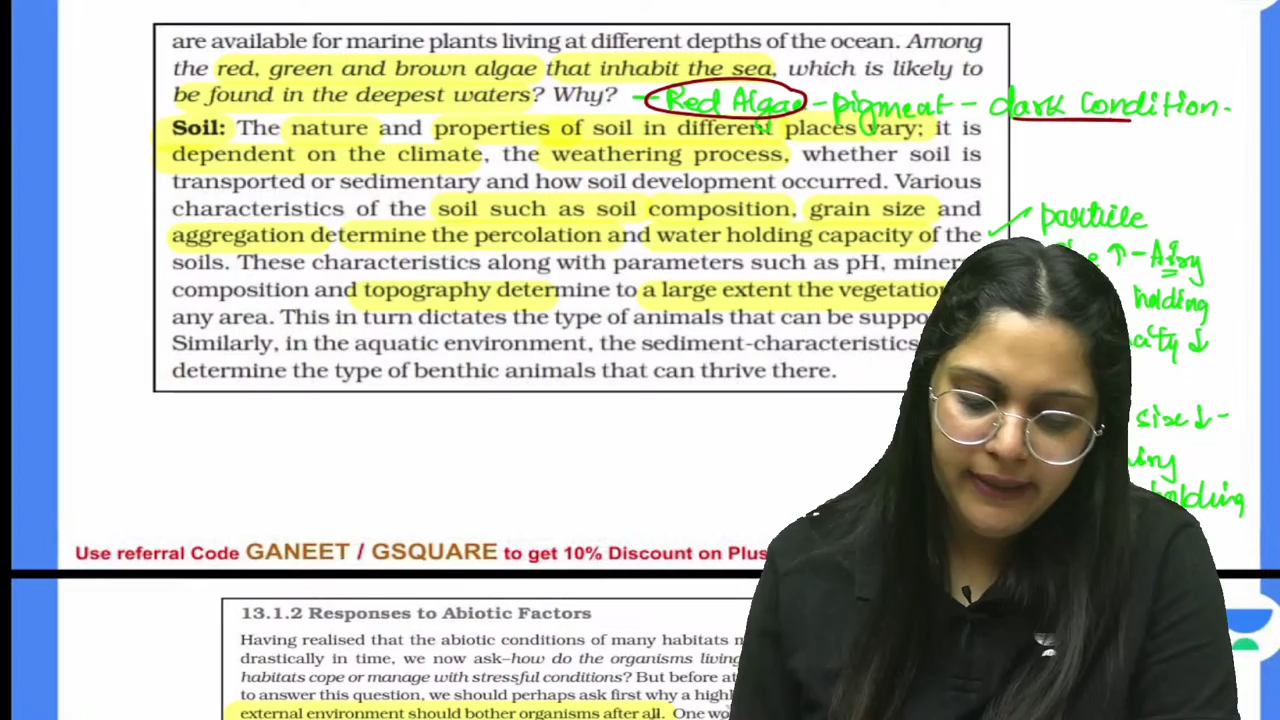 are available for marine plants living at different depths of the ocean. Among
the red, green and brown algae that inhabit the sea, which is likely to
be found in the deepest waters? Why? - Red Algae - pigment - dark Condition.
Soil: The nature and properties of soil in different places vary; it is
dependent on the climate, the weathering process, whether soil is
transported or sedimentary and how soil development occurred. Various
characteristics of the soil such as soil composition, grain size and
aggregation determine the percolation and water holding capacity of the
soils. These characteristics along with parameters such as pH,
composition and topography determine to a large extent the
any area. This in turn dictates the type of animals that can be
Similarly, in the aquatic environment, the sediment-characteristics
determine the type of benthic animals that can thrive there.
particle
↑ - Airy
holding
↓
size ↓ -
holding
Use referral Code GANEET / GSQUARE to get 10% Discount on Plus
13.1.2 Responses to Abiotic Factors
Having realised that the abiotic conditions of many habitats
drastically in time, we now ask–how do the organisms living
habitats cope or manage with stressful conditions? But before
to answer this question, we should perhaps ask first why a
external environment should bother organisms after all. One